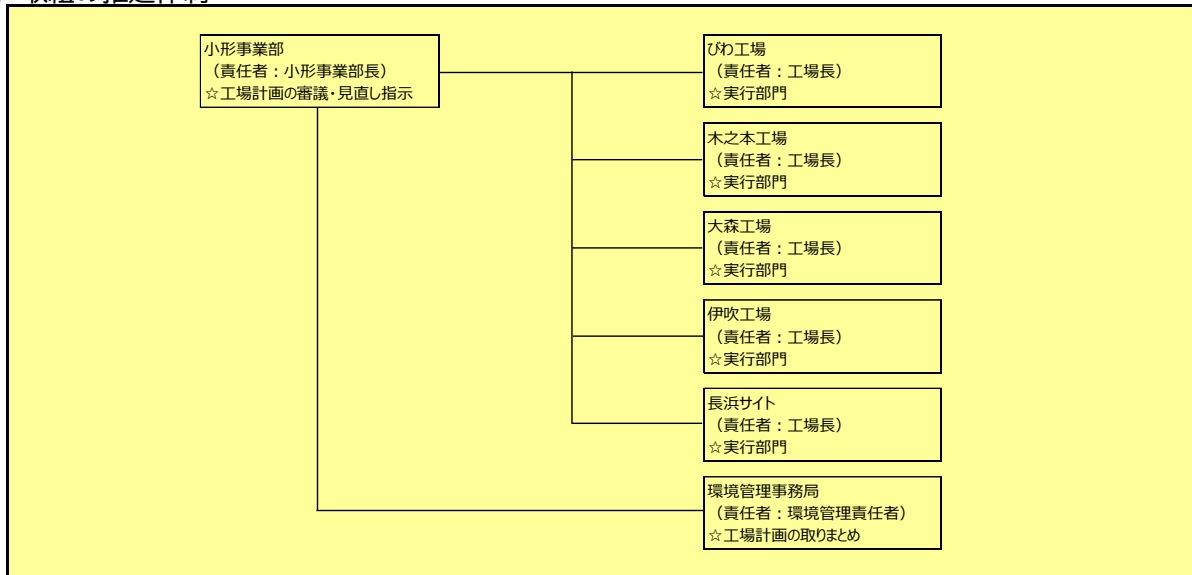 小形事業部
（責任者：小形事業部長）
☆工場計画の審議・見直し指示
びわ工場
（責任者：工場長）
☆実行部門
木之本工場
（責任者：工場長）
☆実行部門
大森工場
（責任者：工場長）
☆実行部門
伊吹工場
（責任者：工場長）
☆実行部門
長浜サイト
（責任者：工場長）
☆実行部門
環境管理事務局
（責任者：環境管理責任者）
☆工場計画の取りまとめ